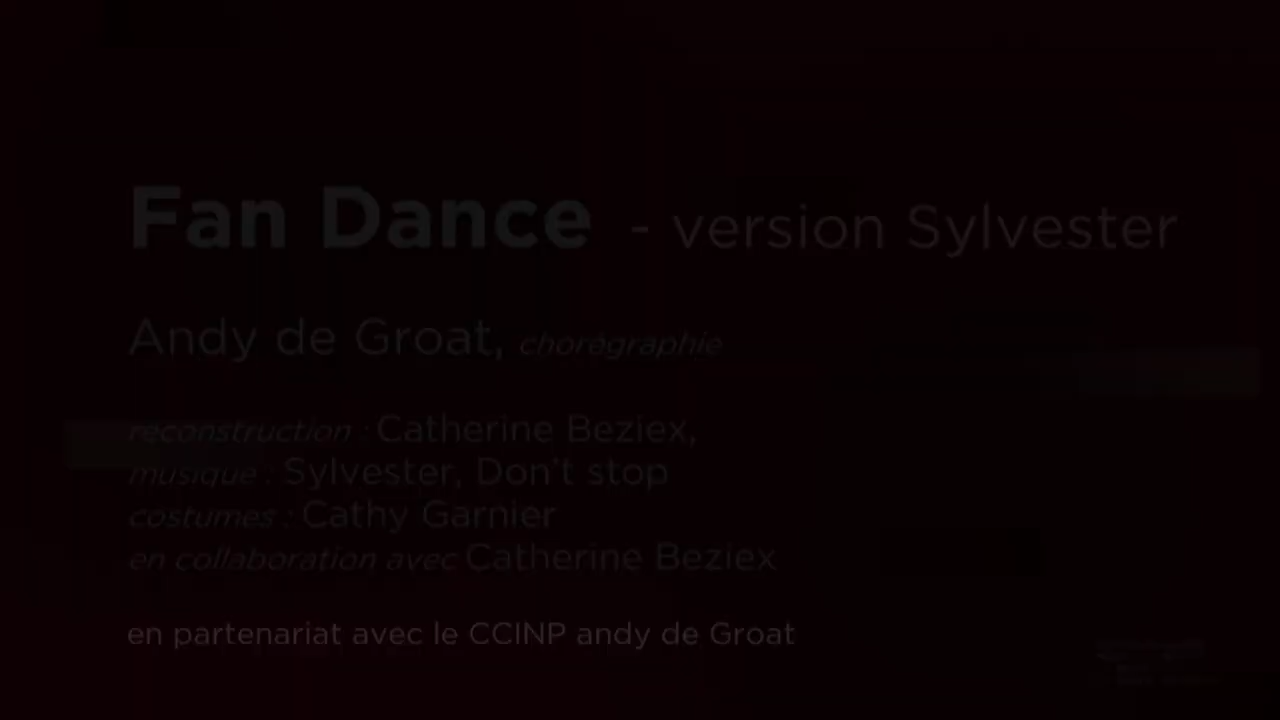 Fan Dance - version Sylvester
Andy de Groat, chorégraphie
reconstruction : Catherine Beziex,
musique : Sylvester, Don't stop
costumes : Cathy Garnier
en collaboration avec Catherine Beziex
en partenariat avec le CCINP andy de Groat